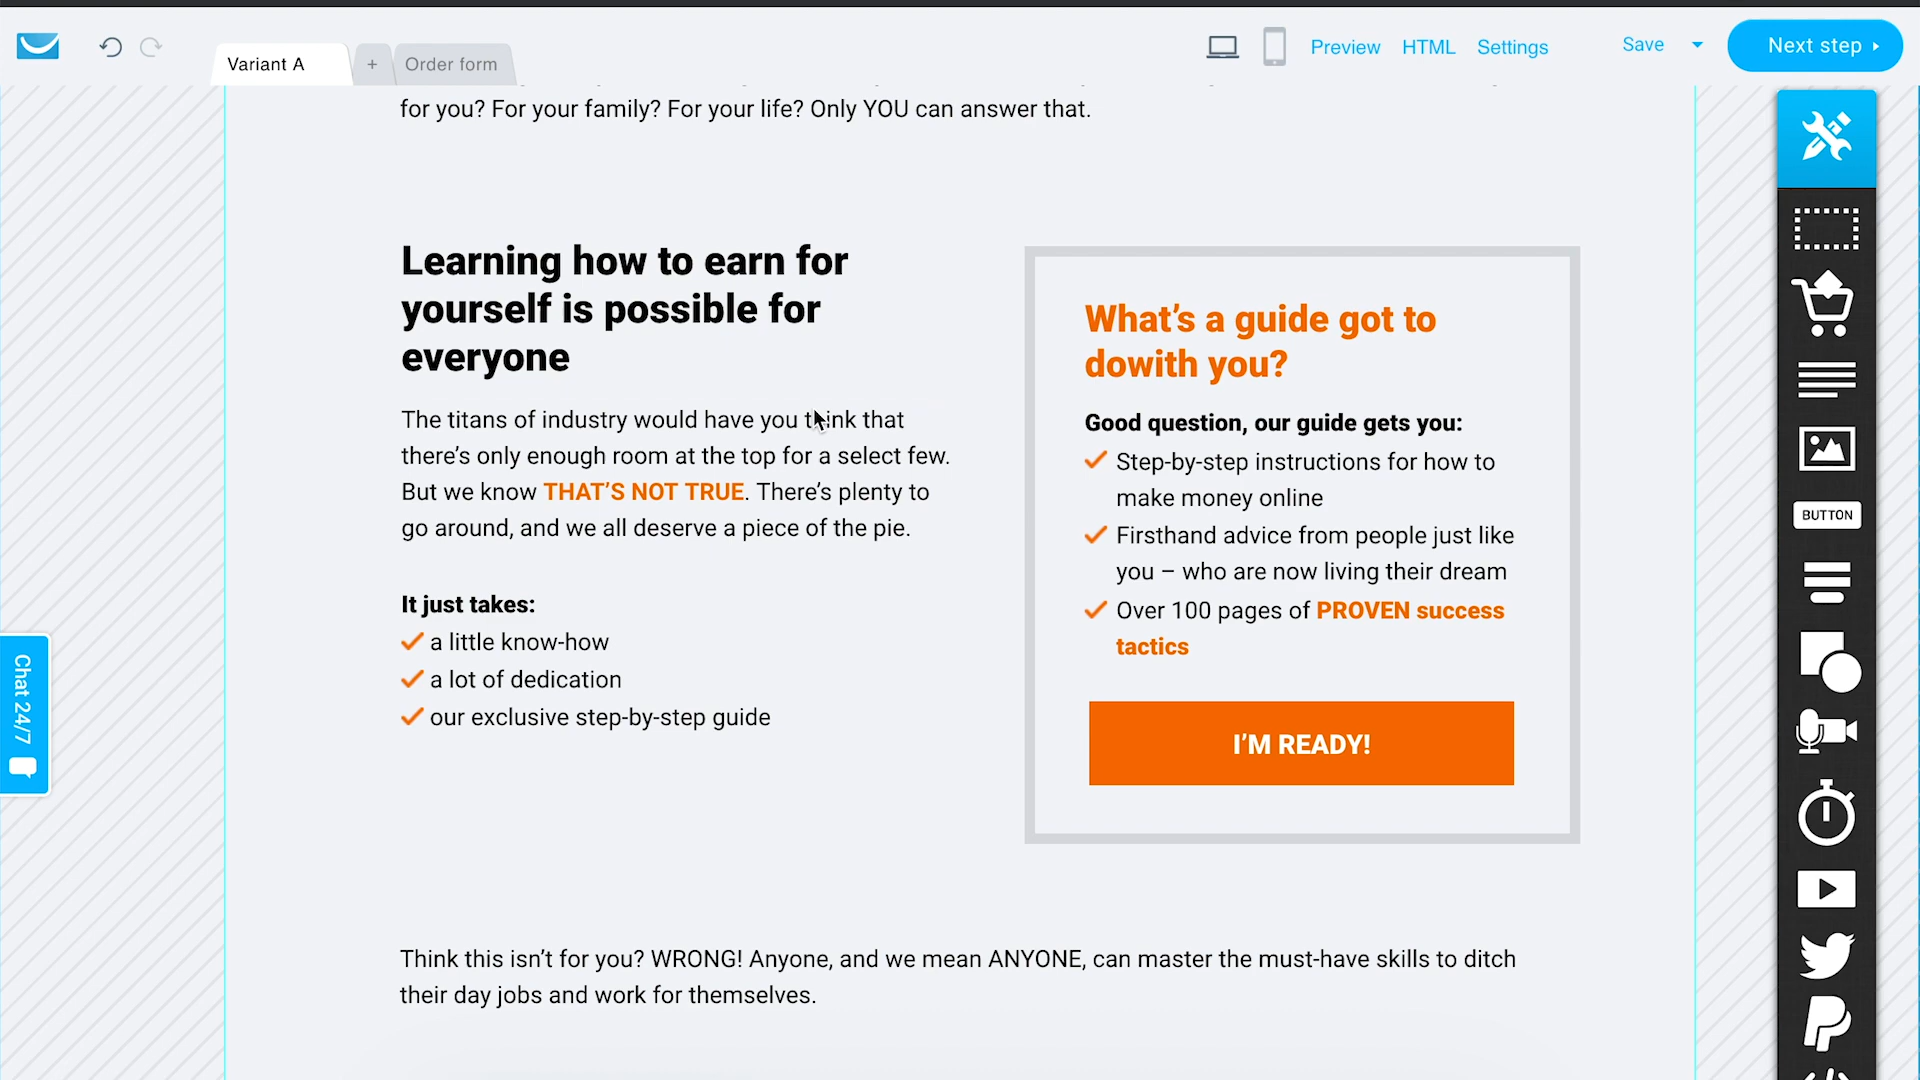 Variant A
+
Order form
Preview
HTML
Settings
Save
Next step
for you? For your family? For your life? Only YOU can answer that.
Learning how to earn for
yourself is possible for
everyone
The titans of industry would have you think that
there’s only enough room at the top for a select few.
But we know THAT’S NOT TRUE. There’s plenty to
go around, and we all deserve a piece of the pie.
It just takes:
a little know-how
a lot of dedication
our exclusive step-by-step guide
What’s a guide got to
dowith you?
Good question, our guide gets you:
Step-by-step instructions for how to
make money online
Firsthand advice from people just like
you – who are now living their dream
Over 100 pages of PROVEN success
tactics
I’M READY!
Think this isn’t for you? WRONG! Anyone, and we mean ANYONE, can master the must-have skills to ditch
their day jobs and work for themselves.
Chat 24/7
BUTTON